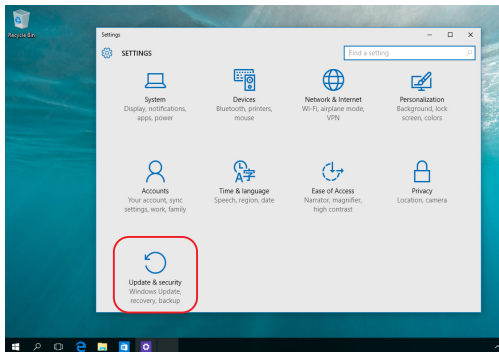 Recycle Bin
Settings
SETTINGS
Find a setting
System
Display, notifications,
apps, power
Devices
Bluetooth, printers,
mouse
Network & Internet
Wi-Fi, airplane mode,
VPN
Personalization
Background, lock
screen, colors
Accounts
Your account, sync
settings, work, family
Time & language
Speech, region, date
Ease of Access
Narrator, magnifier,
high contrast
Privacy
Location, camera
Update & security
Windows Update,
recovery, backup